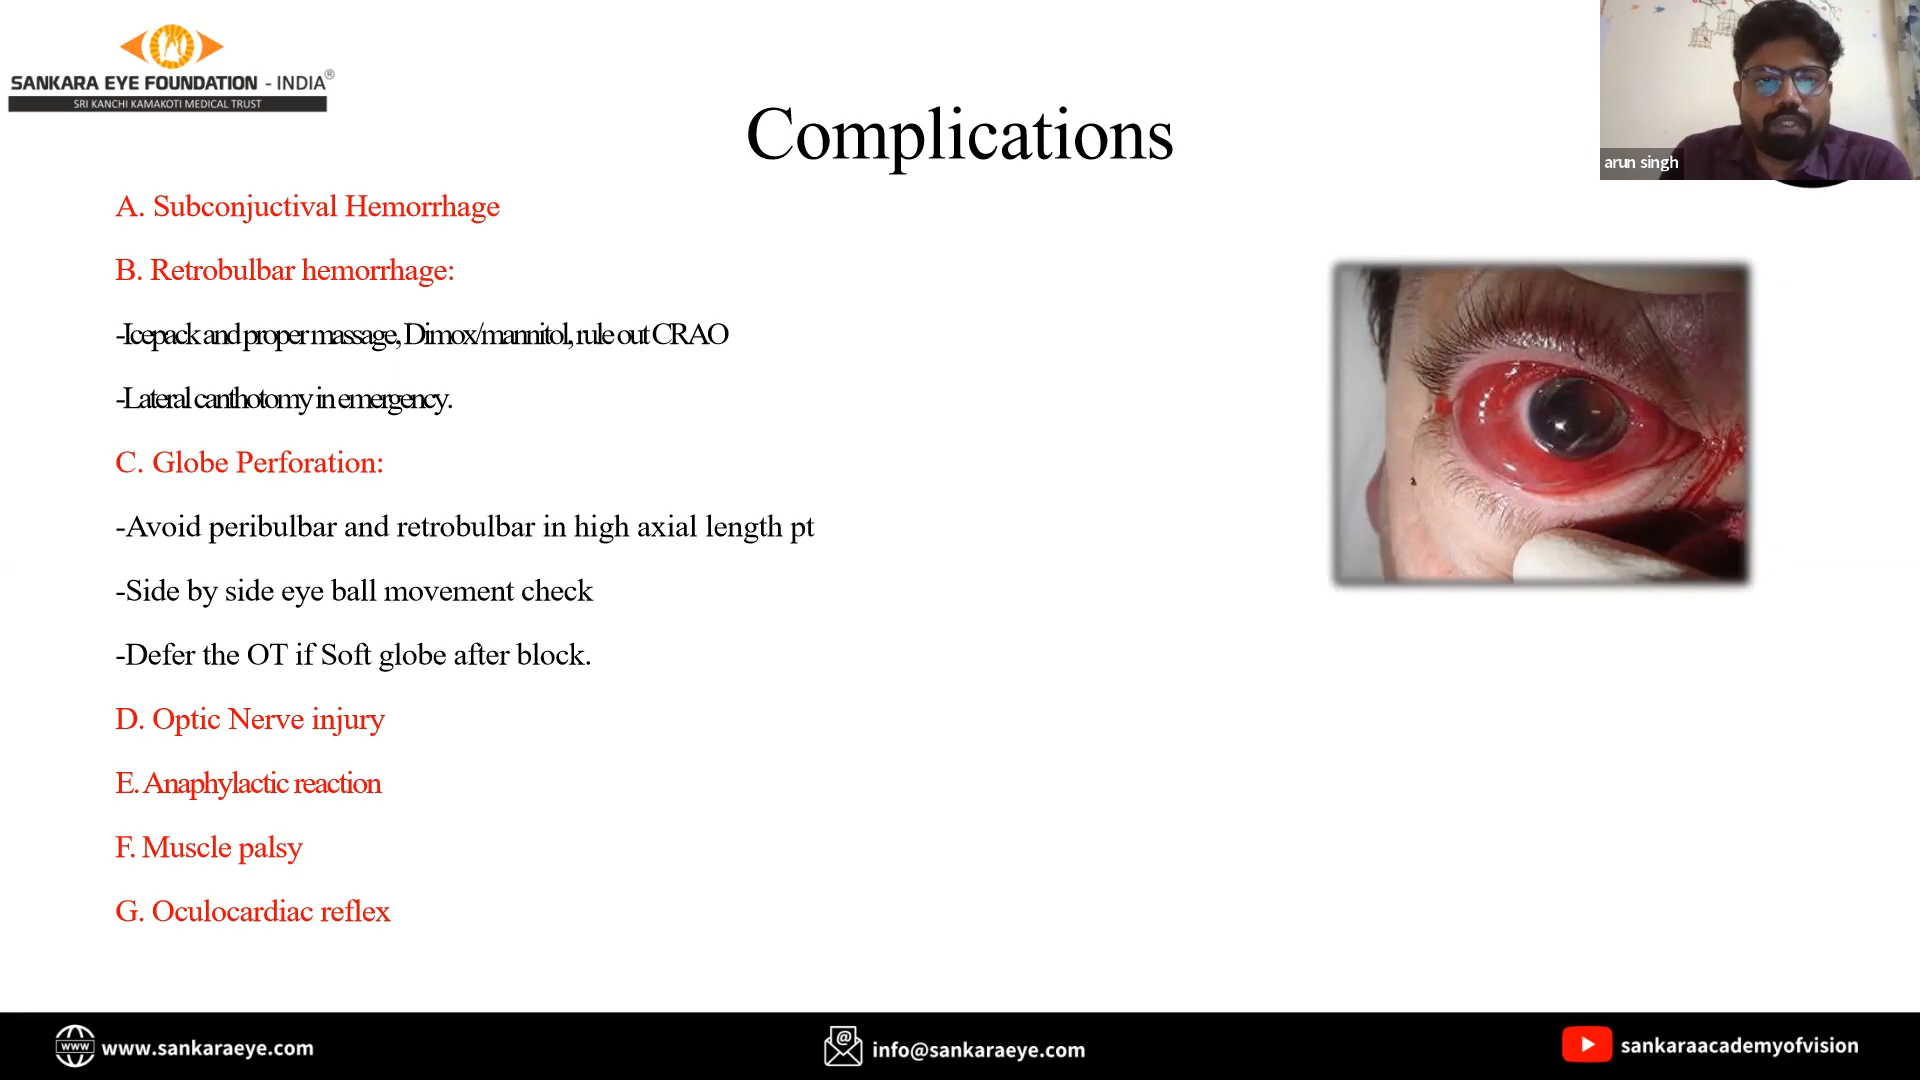 SANKARA EYE FOUNDATION - INDIA®
SRI KANCHI KAMAKOTI MEDICAL TRUST
arun singh
Complications
A. Subconjuctival Hemorrhage
B. Retrobulbar hemorrhage:
-Icepack and proper massage, Dimox/mannitol, rule out CRAO
-Lateral canthotomy in emergency.
C. Globe Perforation:
-Avoid peribulbar and retrobulbar in high axial length pt
-Side by side eye ball movement check
-Defer the OT if Soft globe after block.
D. Optic Nerve injury
E. Anaphylactic reaction
F. Muscle palsy
G. Oculocardiac reflex
www
www.sankaraeye.com
@
info@sankaraeye.com
sankaraacademyofvision